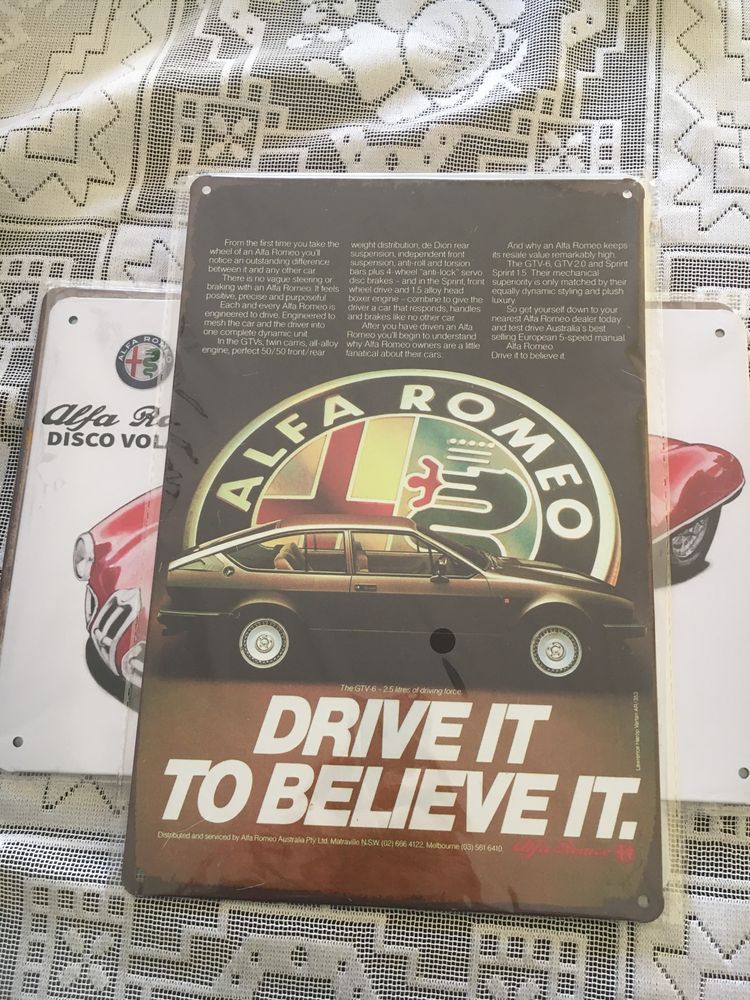 From the first time you take the
wheel of an Alfa Romeo you'll
notice an outstanding difference
between it and any other car.
There is no vague steering or
braking with an Alfa Romeo. It feels
positive, precise and purposeful.
Each and every Alfa Romeo is
engineered to drive. Engineered to
mesh the car and the driver into
one complete dynamic unit.
In the GTVs, twin cams, all-alloy
engine, perfect 50/50 front/rear
weight distribution, de Dion rear
suspension, independent front
suspension, anti-roll and torsion
bars plus 4-wheel "anti-lock" servo
disc brakes – and in the Sprint, front
wheel drive and 1.5 alloy head
boxer engine – combine to give the
driver a car that responds, handles
and brakes like no other car.
After you have driven an Alfa
Romeo you'll begin to understand
why Alfa Romeo owners are a little
fanatical about their cars.
And why an Alfa Romeo keeps
its resale value remarkably high.
The GTV-6, GTV 2.0 and Sprint
Sprint 1.5. Their mechanical
superiority is only matched by their
equally dynamic styling and plush
luxury.
So get yourself down to your
nearest Alfa Romeo dealer today
and test drive Australia's best
selling European 5-speed manual.
Alfa Romeo.
Drive it to believe it.
ALFA ROMEO
ALFA ROMEO
Alfa Ro
DISCO VOL
The GTV-6 – 2.5 litres of driving force.
DRIVE IT
TO BELIEVE IT.
Distributed and serviced by Alfa Romeo Australia Pty Ltd. Matraville N.S.W. (02) 666 4122, Melbourne (03) 561 6410
Alfa Romeo